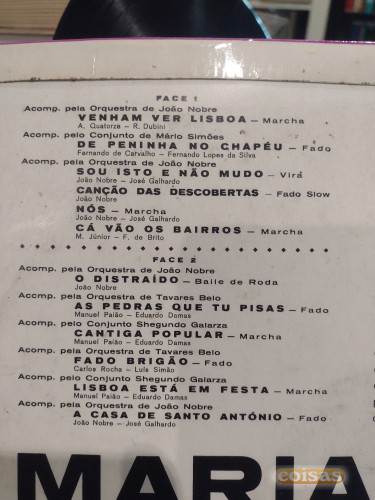 FACE 1
Acomp. pela Orquestra de João Nobre
VENHAM VER LISBOA — Marcha
A. Quatorze — R. Dubini
Acomp. pelo Conjunto de Mário Simões
DE PENINHA NO CHAPÉU — Fado
Fernando de Carvalho — Fernando Lopes da Silva
Acomp. pela Orquestra de João Nobre
SOU ISTO E NÃO MUDO — Vira
João Nobre — José Galhardo
CANÇÃO DAS DESCOBERTAS — Fado Slow
João Nobre
NÓS — Marcha
João Nobre — José Galhardo
CÁ VÃO OS BAIRROS — Marcha
M. Júnior — F. de Brito
FACE 2
Acomp. pela Orquestra de João Nobre
O DISTRAÍDO — Baile de Roda
João Nobre
Acomp. pela Orquestra de Tavares Belo
AS PEDRAS QUE TU PISAS — Fado
Manuel Paião — Eduardo Damas
Acomp. pelo Conjunto Shegundo Galarza
CANTIGA POPULAR — Marcha
Manuel Paião — Eduardo Damas
Acomp. pela Orquestra de Tavares Belo
FADO BRIGÃO — Fado
Carlos Rocha — Luís Simão
Acomp. pelo Conjunto Shegundo Galarza
LISBOA ESTÁ EM FESTA — Marcha
Manuel Paião — Eduardo Damas
Acomp. pela Orquestra de João Nobre
A CASA DE SANTO ANTÓNIO — Fado
João Nobre — José Galhardo
MARIA
coisas